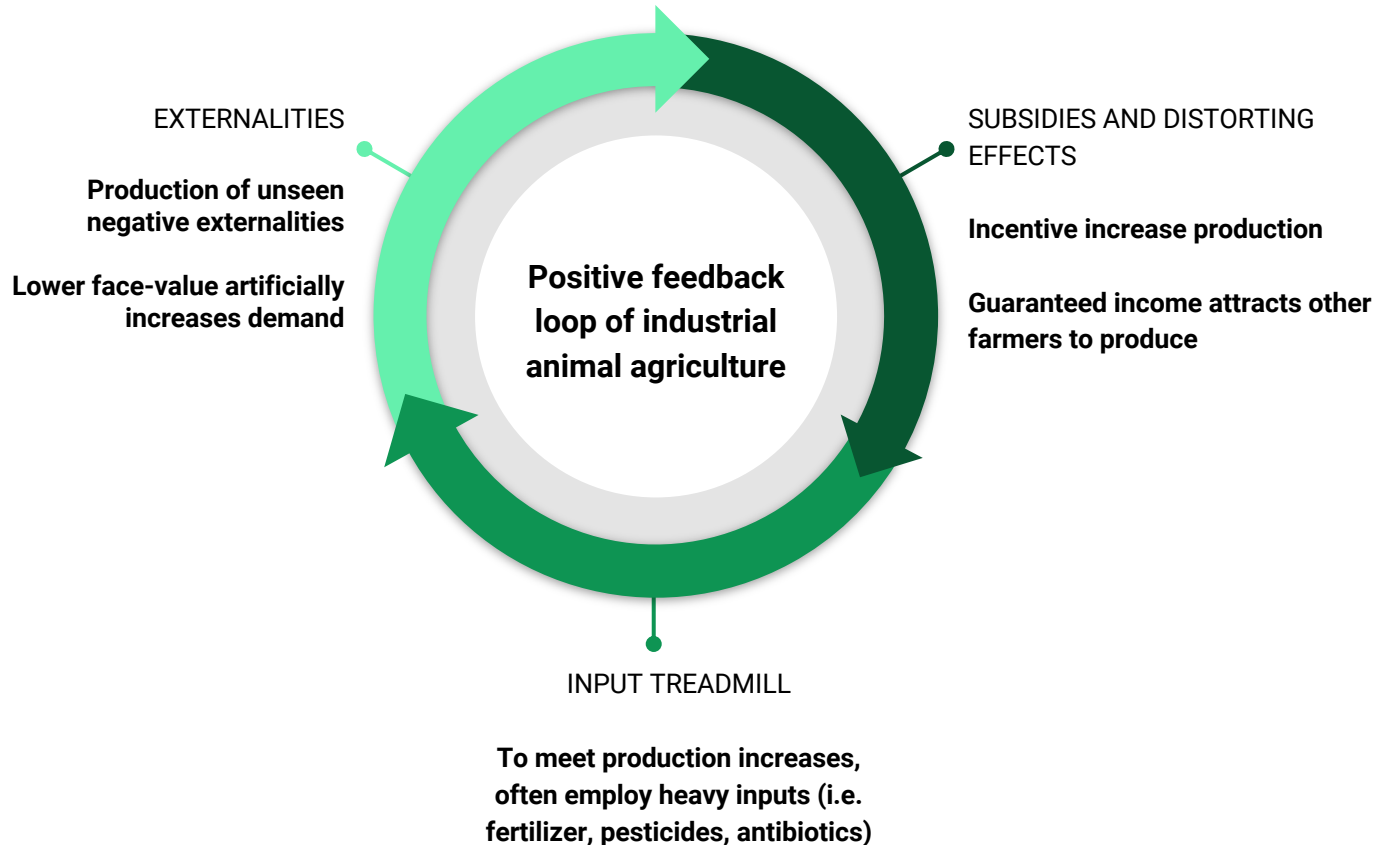 EXTERNALITIES
Production of unseen
negative externalities
Lower face-value artificially
increases demand
Positive feedback
loop of industrial
animal agriculture
SUBSIDIES AND DISTORTING
EFFECTS
Incentive increase production
Guaranteed income attracts other
farmers to produce
INPUT TREADMILL
To meet production increases,
often employ heavy inputs (i.e.
fertilizer, pesticides, antibiotics)